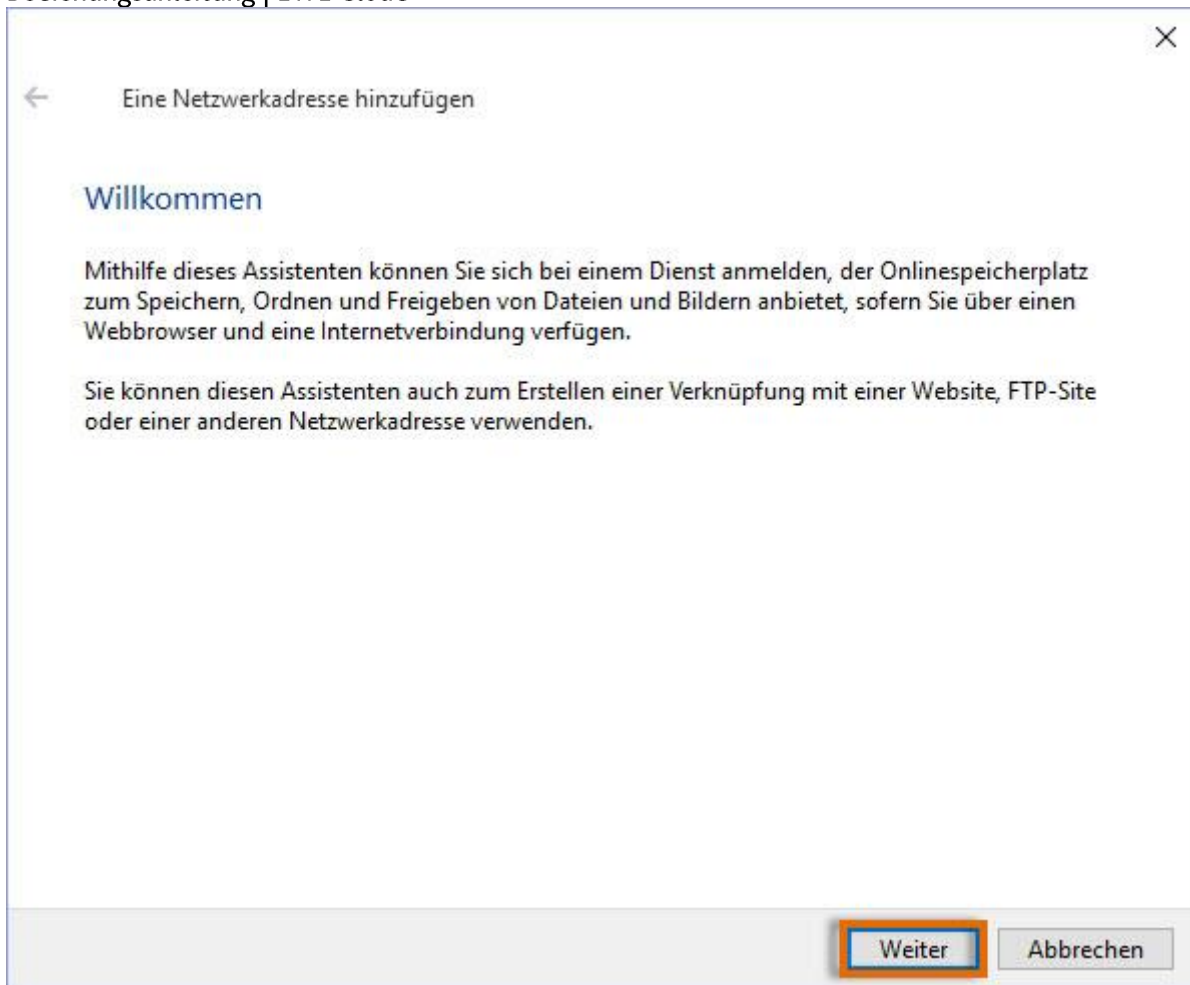 Eine Netzwerkadresse hinzufügen
Willkommen
Mithilfe dieses Assistenten können Sie sich bei einem Dienst anmelden, der Onlinespeicherplatz
zum Speichern, Ordnen und Freigeben von Dateien und Bildern anbietet, sofern Sie über einen
Webbrowser und eine Internetverbindung verfügen.
Sie können diesen Assistenten auch zum Erstellen einer Verknüpfung mit einer Website, FTP-Site
oder einer anderen Netzwerkadresse verwenden.
Weiter Abbrechen